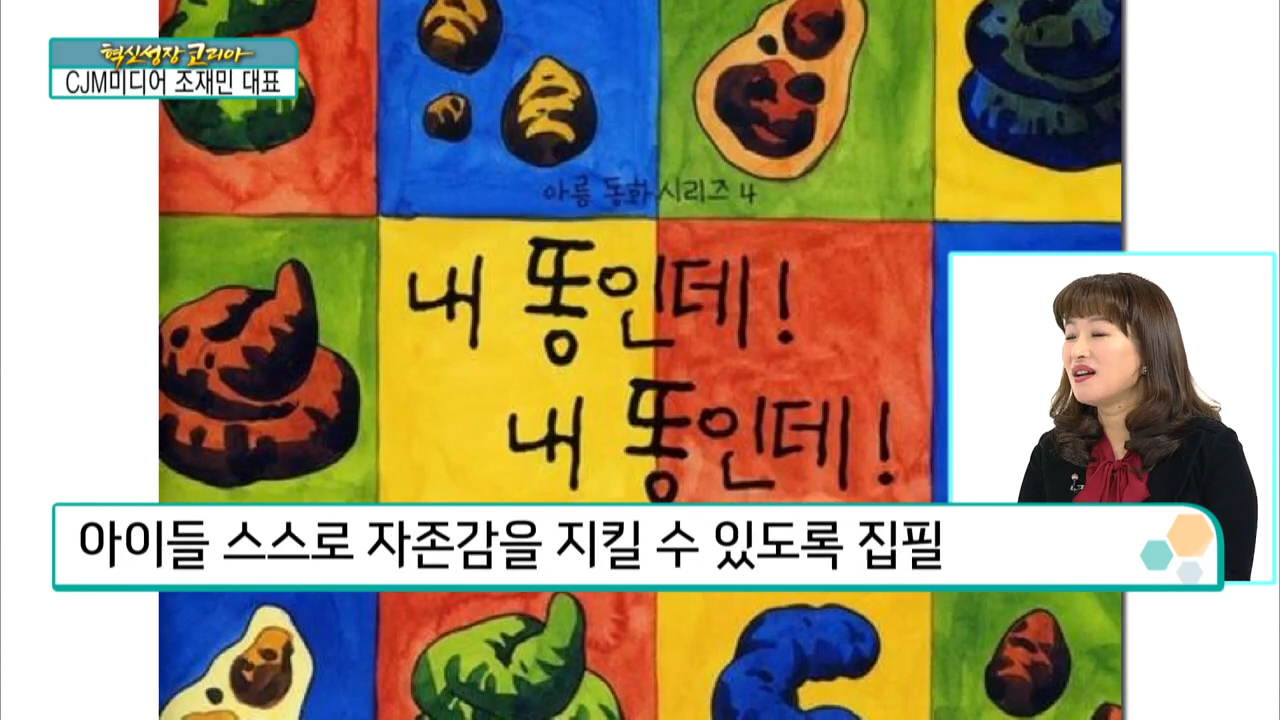 혁신성장 코리아
CJM미디어 조재민 대표
아름 동화 시리즈 4
내 똥인데!
내 똥인데!
아이들 스스로 자존감을 지킬 수 있도록 집필